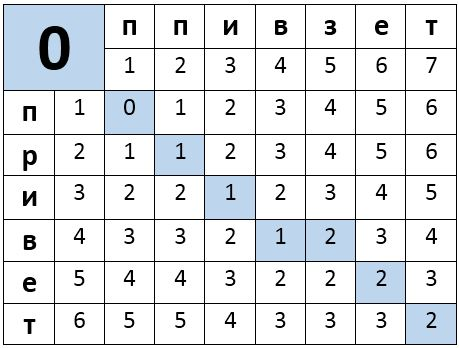 0 п п и в з е т
1 2 3 4 5 6 7
п 1 0 1 2 3 4 5 6
р 2 1 1 2 3 4 5 6
и 3 2 2 1 2 3 4 5
в 4 3 3 2 1 2 3 4
е 5 4 4 3 2 2 2 3
т 6 5 5 4 3 3 3 2